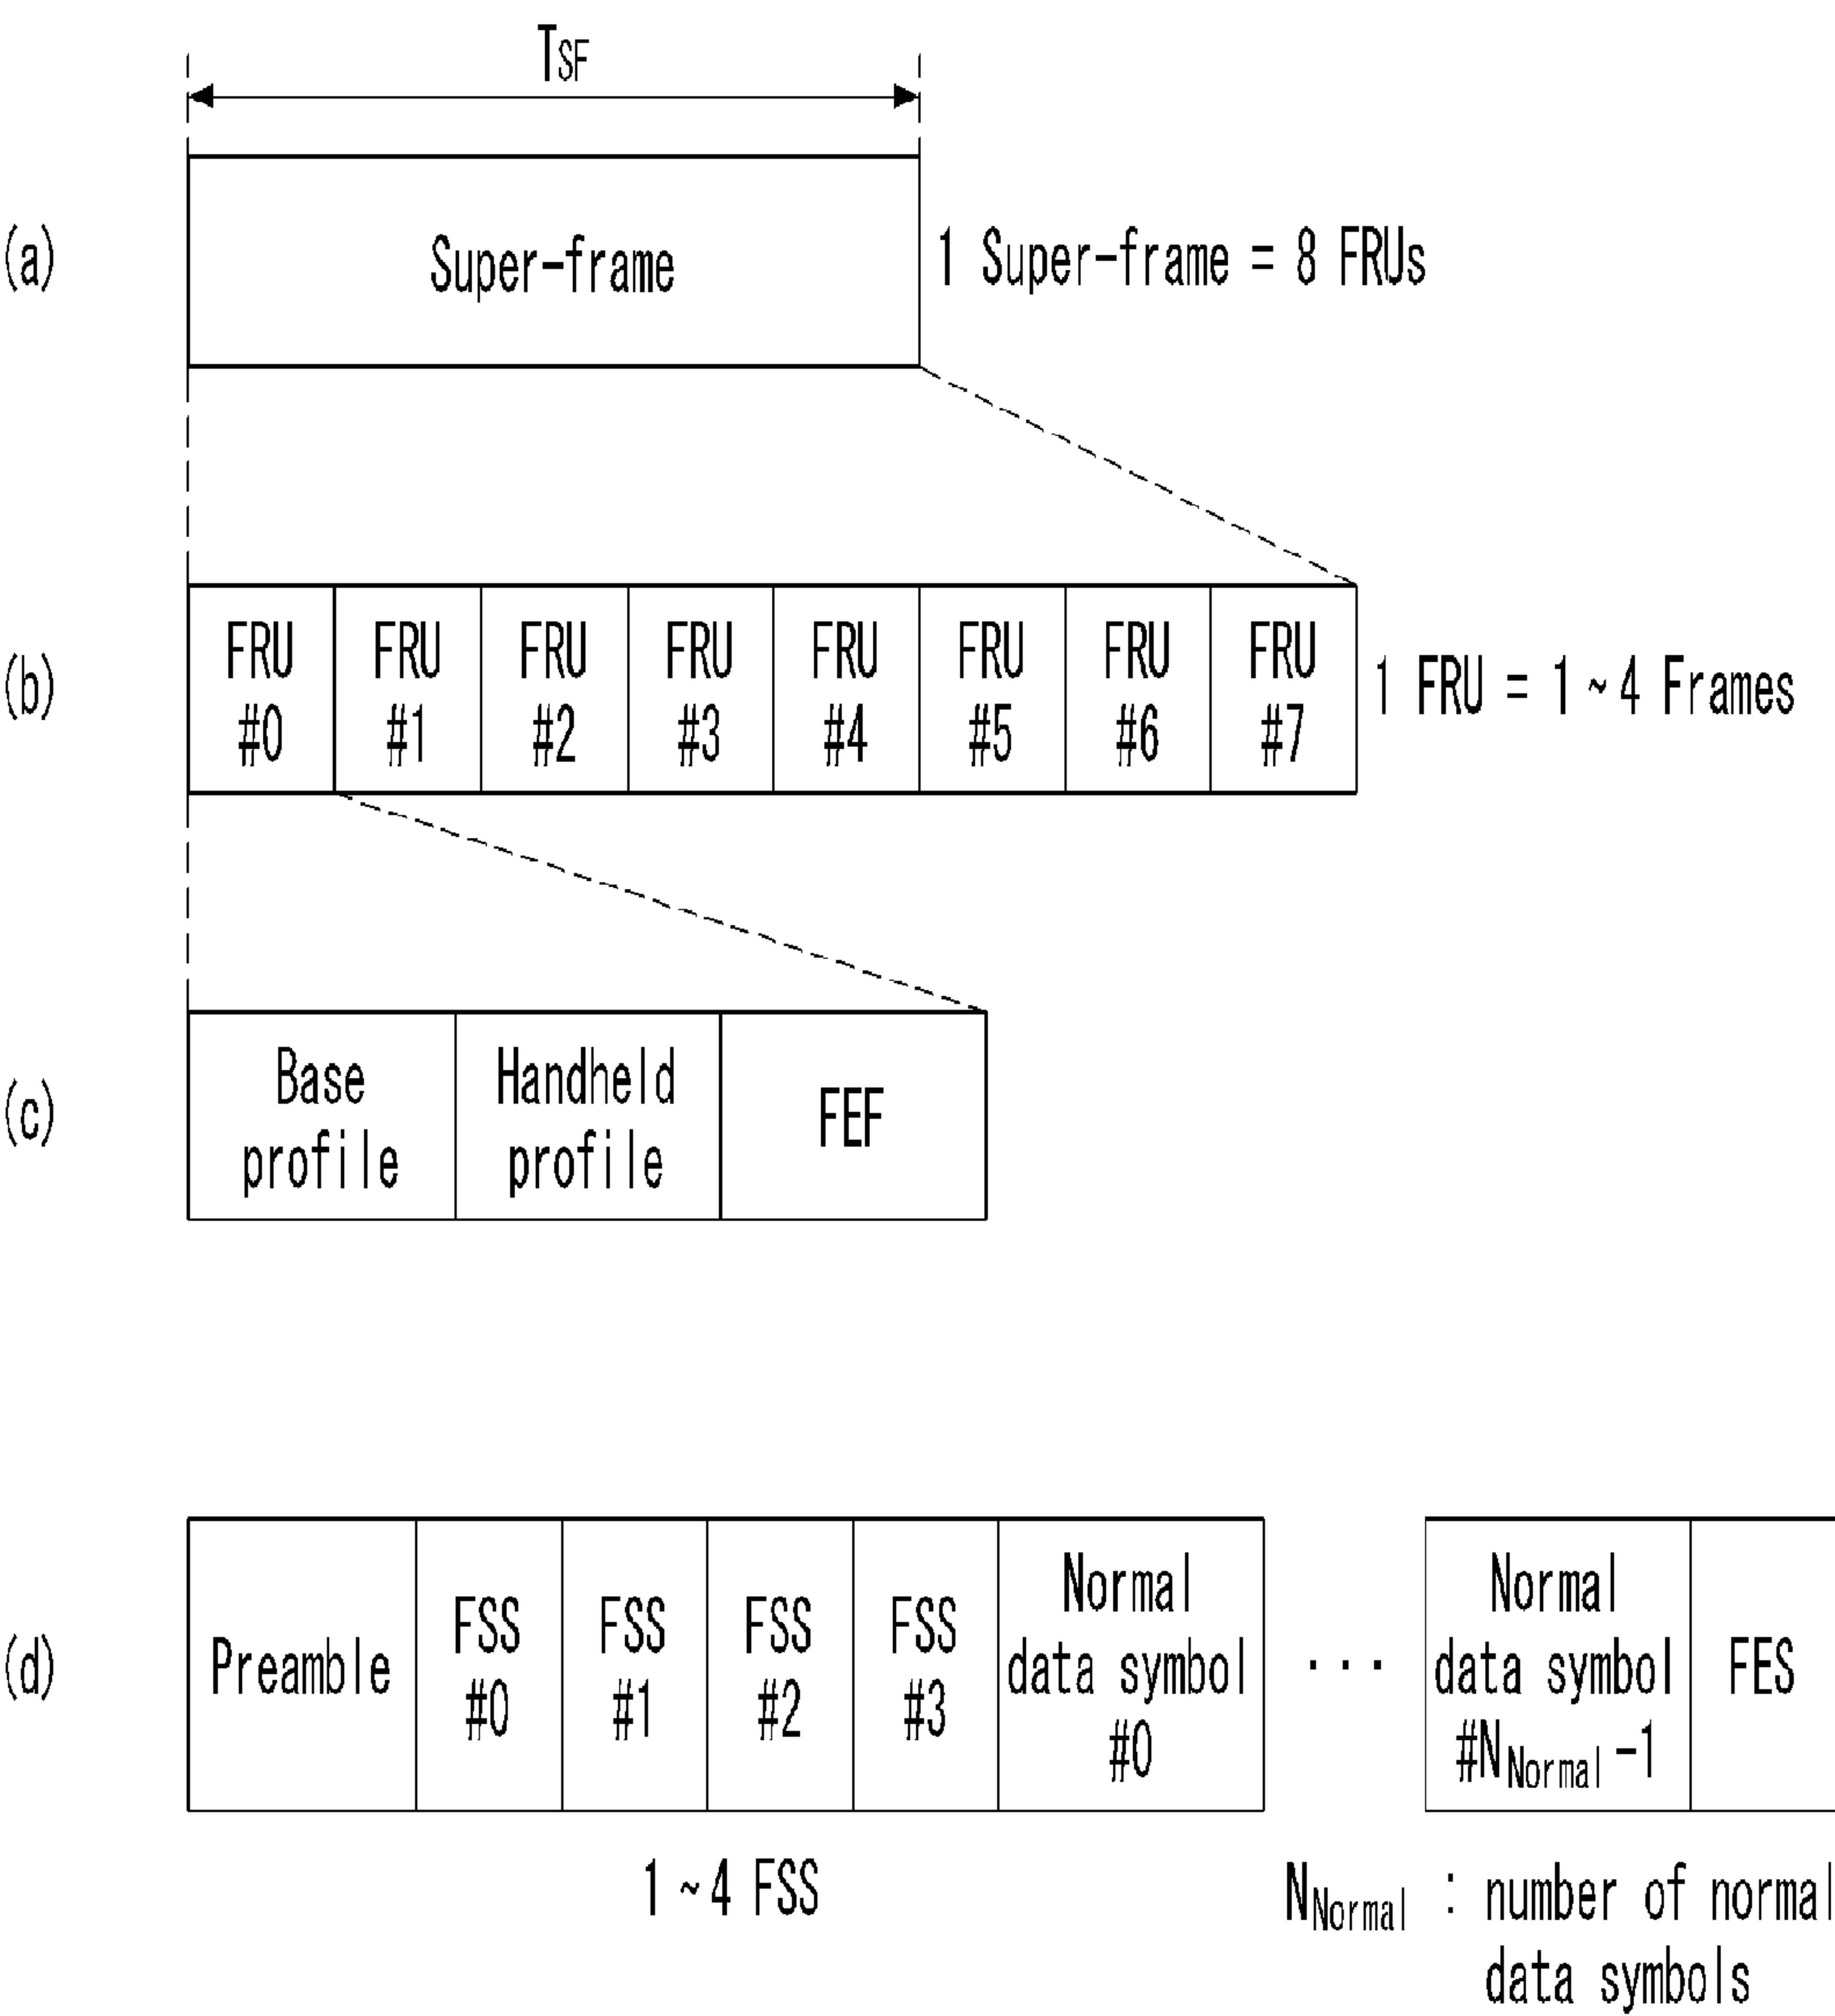 TSF
(a)
Super-frame
1 Super-frame = 8 FRUs
(b)
FRU #0
FRU #1
FRU #2
FRU #3
FRU #4
FRU #5
FRU #6
FRU #7
1 FRU = 1 ~ 4 Frames
(c)
Base
profile
Handheld
profile
FEF
(d)
Preamble
FSS #0
FSS #1
FSS #2
FSS #3
Normal
data symbol
#0
...
Normal
data symbol
#NNormal -1
FES
1 ~ 4 FSS
NNormal : number of normal
data symbols